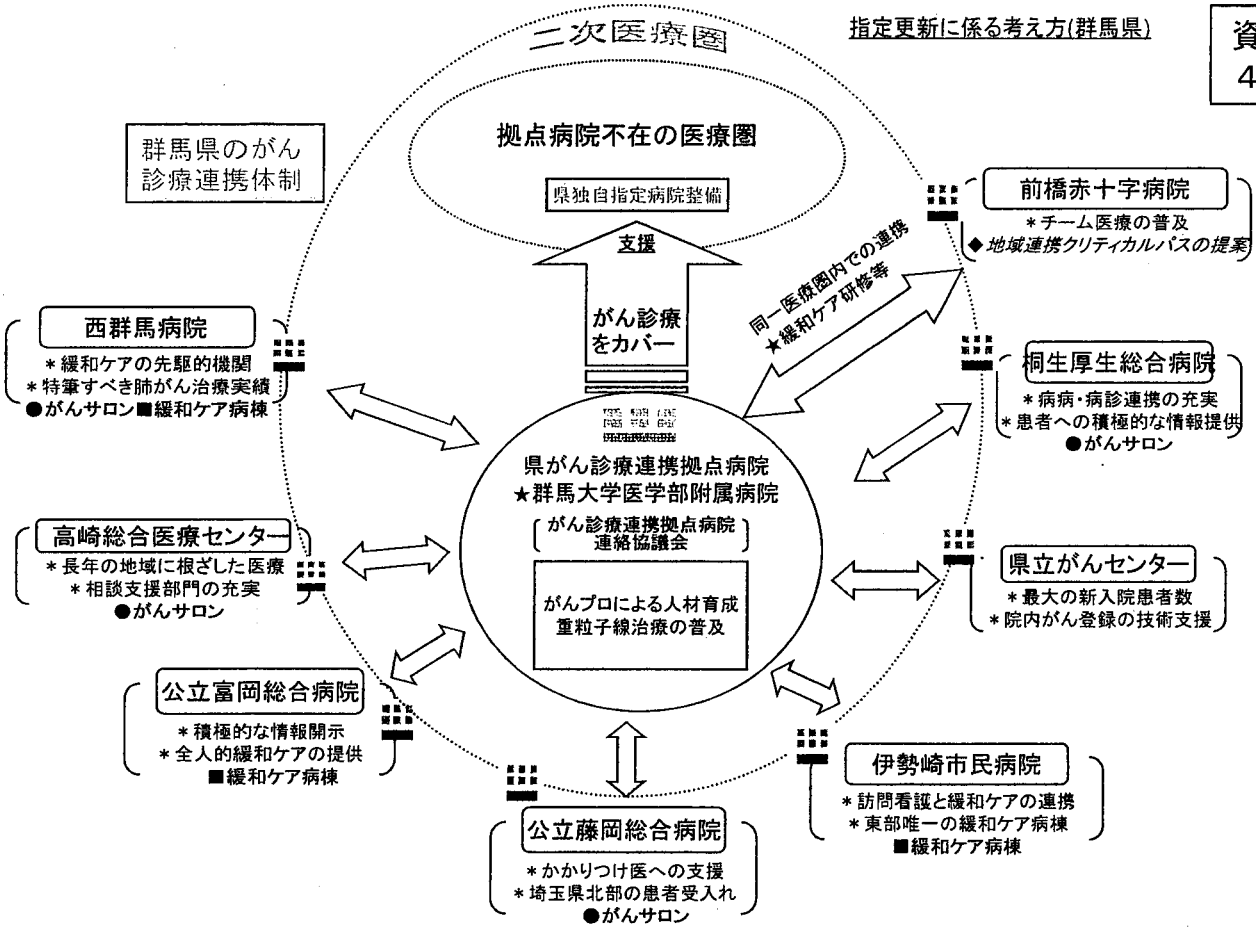 指定更新に係る考え方(群馬県)
資
4
二次医療圏
拠点病院不在の医療圏
群馬県のがん
診療連携体制
県独自指定病院整備
支援
がん診療
をカバー
同一医療圏内での連携
★緩和ケア研修等
前橋赤十字病院
*チーム医療の普及
◆地域連携クリティカルパスの提案
西群馬病院
*緩和ケアの先駆的機関
*特筆すべき肺がん治療実績
●がんサロン■緩和ケア病棟
桐生厚生総合病院
*病病・病診連携の充実
*患者への積極的な情報提供
●がんサロン
県がん診療連携拠点病院
★群馬大学医学部附属病院
がん診療連携拠点病院
連絡協議会
がんプロによる人材育成
重粒子線治療の普及
高崎総合医療センター
*長年の地域に根ざした医療
*相談支援部門の充実
●がんサロン
県立がんセンター
*最大の新入院患者数
*院内がん登録の技術支援
公立富岡総合病院
*積極的な情報開示
*全人的緩和ケアの提供
■緩和ケア病棟
伊勢崎市民病院
*訪問看護と緩和ケアの連携
*東部唯一の緩和ケア病棟
■緩和ケア病棟
公立藤岡総合病院
*かかりつけ医への支援
*埼玉県北部の患者受入れ
●がんサロン